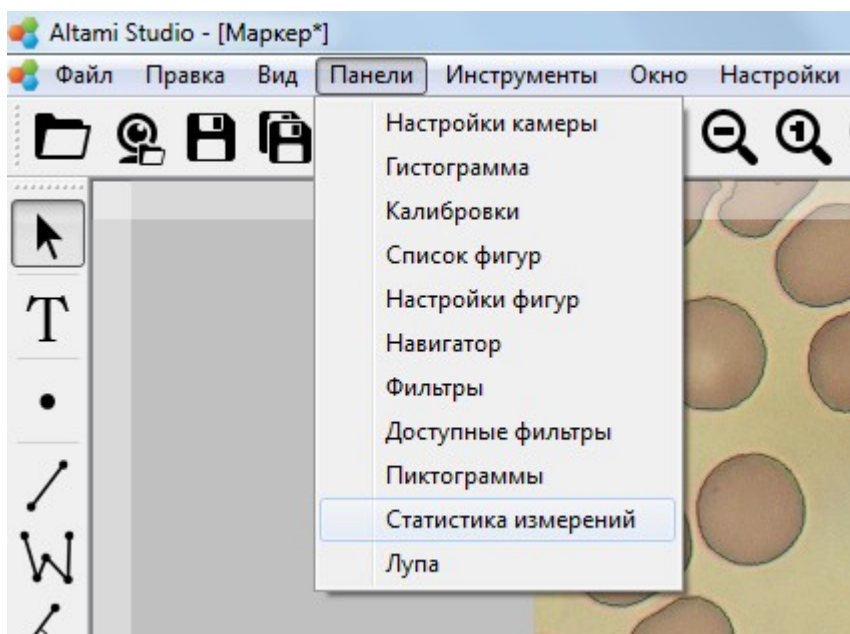 Altami Studio - [Маркер*]
Файл Правка Вид Панели Инструменты Окно Настройки
Настройки камеры
Гистограмма
Калибровки
Список фигур
Настройки фигур
Навигатор
Фильтры
Доступные фильтры
Пиктограммы
Статистика измерений
Лупа
T
1